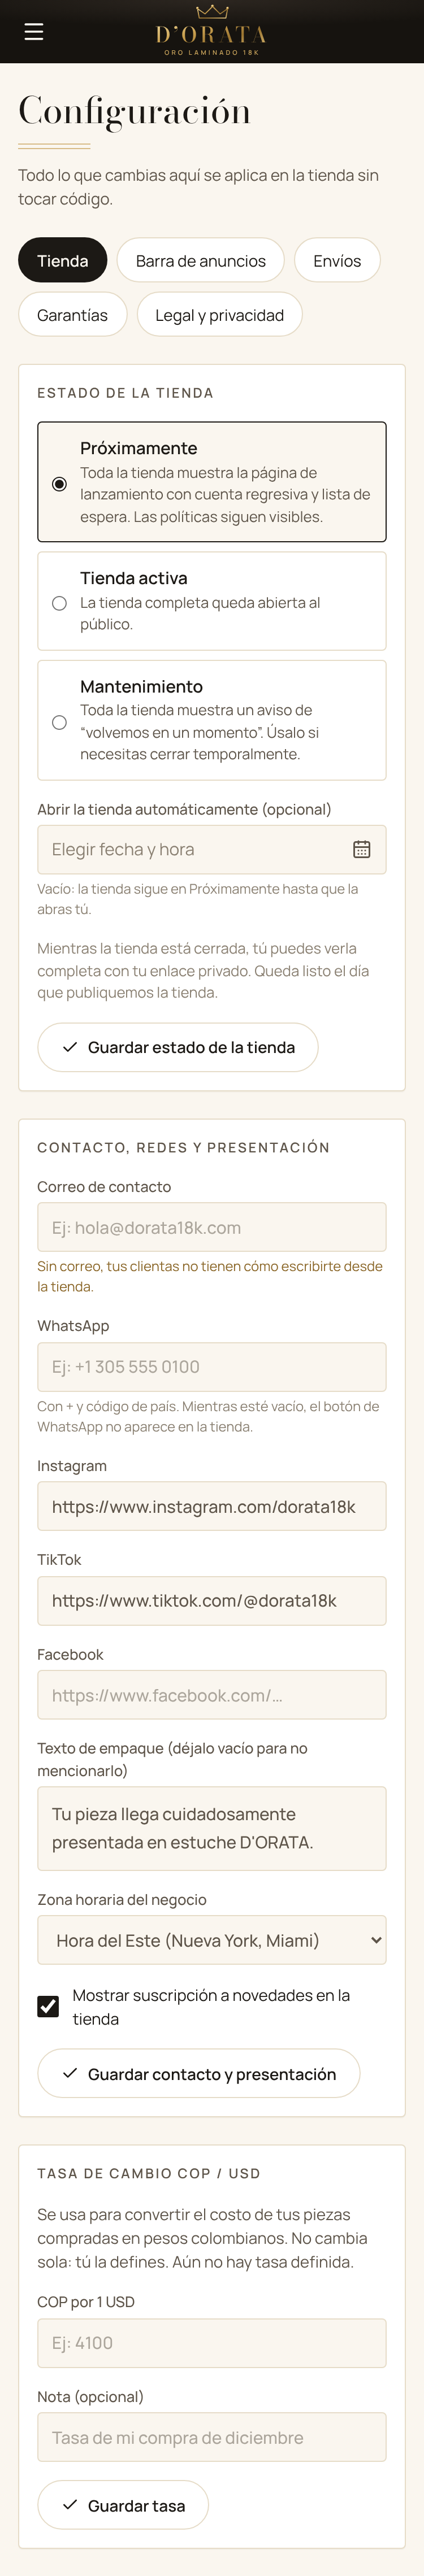 D'ORATA
ORO LAMINADO 18K
Configuración
Todo lo que cambias aquí se aplica en la tienda sin
tocar código.
Tienda
Barra de anuncios
Envíos
Garantías
Legal y privacidad
ESTADO DE LA TIENDA
Próximamente
Toda la tienda muestra la página de
lanzamiento con cuenta regresiva y lista de
espera. Las políticas siguen visibles.
Tienda activa
La tienda completa queda abierta al
público.
Mantenimiento
Toda la tienda muestra un aviso de
“volvemos en un momento”. Úsalo si
necesitas cerrar temporalmente.
Abrir la tienda automáticamente (opcional)
Elegir fecha y hora
Vacío: la tienda sigue en Próximamente hasta que la
abras tú.
Mientras la tienda está cerrada, tú puedes verla
completa con tu enlace privado. Queda listo el día
que publiquemos la tienda.
Guardar estado de la tienda
CONTACTO, REDES Y PRESENTACIÓN
Correo de contacto
Ej: hola@dorata18k.com
Sin correo, tus clientas no tienen cómo escribirte desde
la tienda.
WhatsApp
Ej: +1 305 555 0100
Con + y código de país. Mientras esté vacío, el botón de
WhatsApp no aparece en la tienda.
Instagram
https://www.instagram.com/dorata18k
TikTok
https://www.tiktok.com/@dorata18k
Facebook
https://www.facebook.com/…
Texto de empaque (déjalo vacío para no
mencionarlo)
Tu pieza llega cuidadosamente
presentada en estuche D'ORATA.
Zona horaria del negocio
Hora del Este (Nueva York, Miami)
Mostrar suscripción a novedades en la
tienda
Guardar contacto y presentación
TASA DE CAMBIO COP / USD
Se usa para convertir el costo de tus piezas
compradas en pesos colombianos. No cambia
sola: tú la defines. Aún no hay tasa definida.
COP por 1 USD
Ej: 4100
Nota (opcional)
Tasa de mi compra de diciembre
Guardar tasa